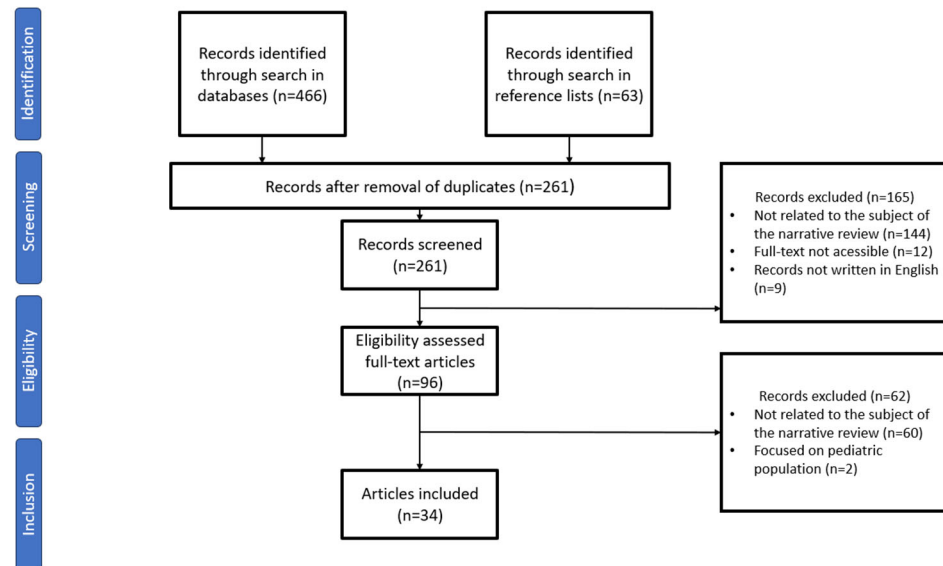 Identification
Records identified
through search in
databases (n=466)
Records identified
through search in
reference lists (n=63)
Screening
Records after removal of duplicates (n=261)
Records screened
(n=261)
Records excluded (n=165)
• Not related to the subject of
the narrative review (n=144)
• Full-text not acessible (n=12)
• Records not written in English
(n=9)
Eligibility
Eligibility assessed
full-text articles
(n=96)
Records excluded (n=62)
• Not related to the subject of
the narrative review (n=60)
• Focused on pediatric
population (n=2)
Inclusion
Articles included
(n=34)